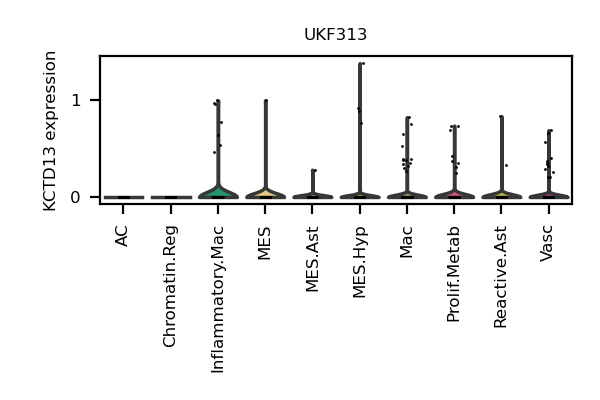 UKF313
KCTD13 expression
1
0
AC
Chromatin.Reg
Inflammatory.Mac
MES
MES.Ast
MES.Hyp
Mac
Prolif.Metab
Reactive.Ast
Vasc